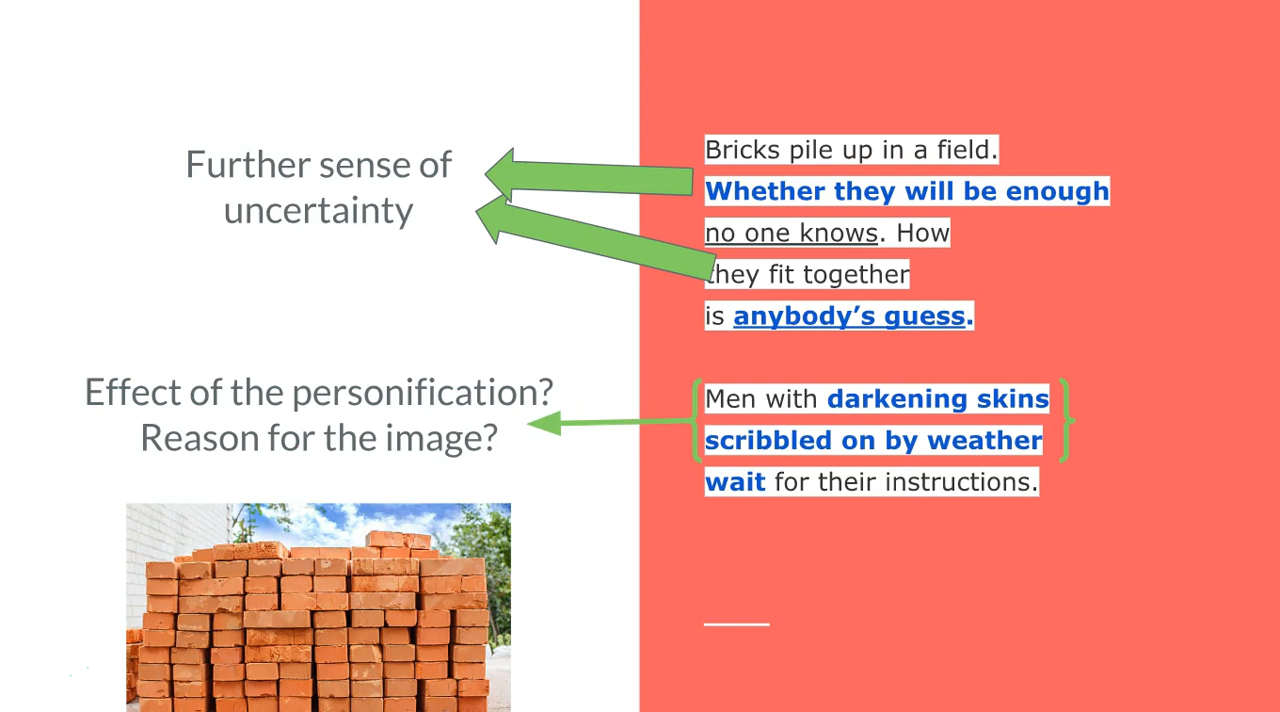 Further sense of
uncertainty
Effect of the personification?
Reason for the image?
Bricks pile up in a field.
Whether they will be enough
no one knows. How
they fit together
is anybody’s guess.
Men with darkening skins
scribbled on by weather
wait for their instructions.